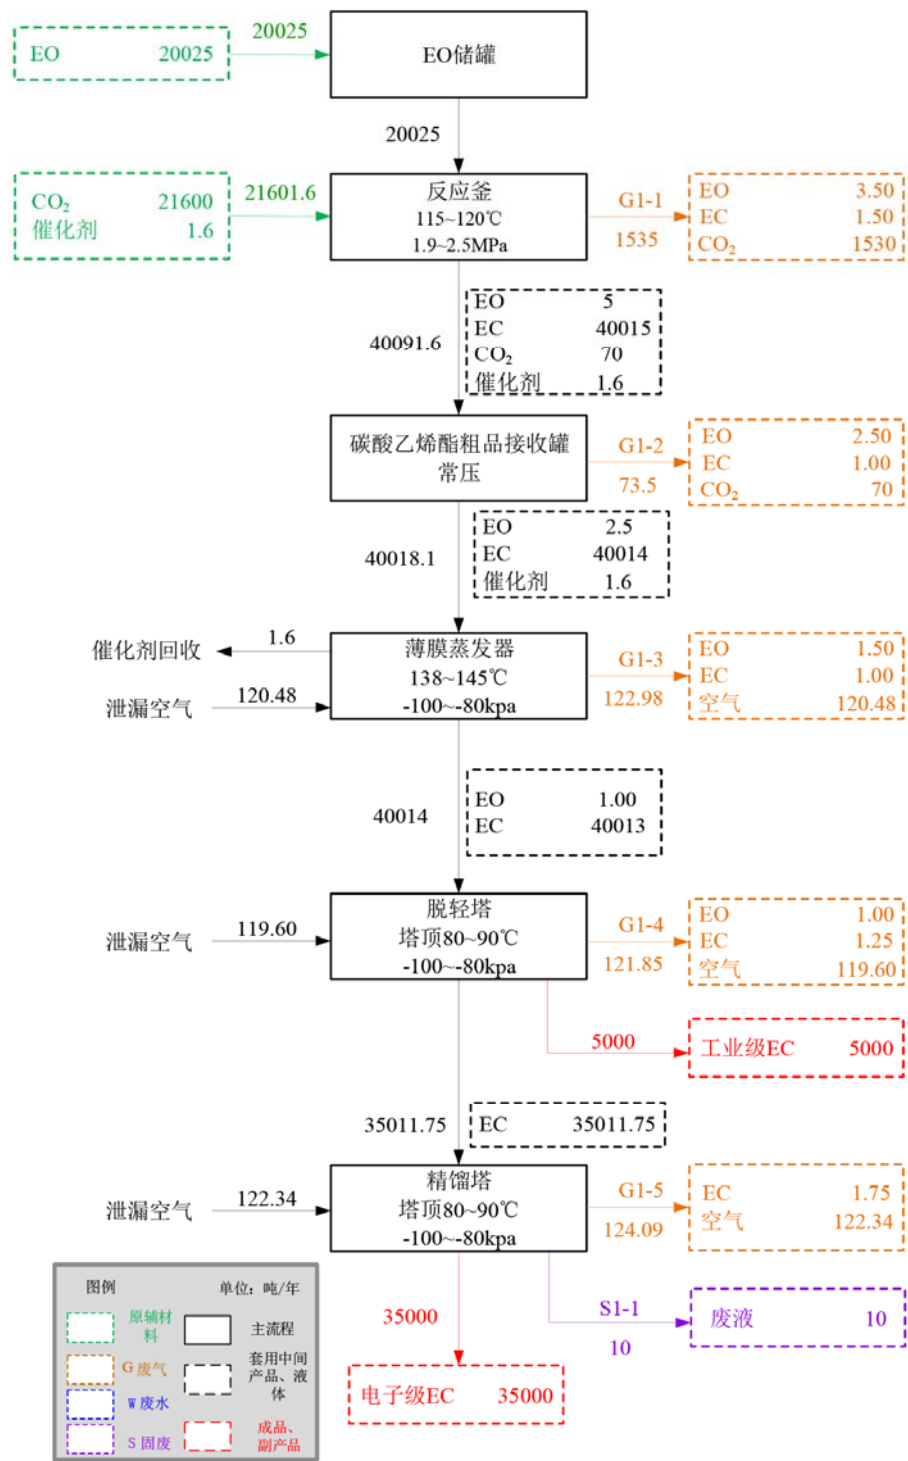 EO 20025
20025
EO储罐
20025
CO₂ 21600
催化剂 1.6
21601.6
反应釜
115~120℃
1.9~2.5MPa
G1-1
1535
EO 3.50
EC 1.50
CO₂ 1530
40091.6
EO 5
EC 40015
CO₂ 70
催化剂 1.6
碳酸乙烯酯粗品接收罐
常压
G1-2
73.5
EO 2.50
EC 1.00
CO₂ 70
40018.1
EO 2.5
EC 40014
催化剂 1.6
催化剂回收
1.6
泄漏空气
120.48
薄膜蒸发器
138~145℃
-100~-80kpa
G1-3
122.98
EO 1.50
EC 1.00
空气 120.48
40014
EO 1.00
EC 40013
泄漏空气
119.60
脱轻塔
塔顶80~90℃
-100~-80kpa
G1-4
121.85
EO 1.00
EC 1.25
空气 119.60
5000
工业级EC 5000
35011.75
EC 35011.75
泄漏空气
122.34
精馏塔
塔顶80~90℃
-100~-80kpa
G1-5
124.09
EC 1.75
空气 122.34
35000
电子级EC 35000
S1-1
10
废液 10
图例
单位：吨/年
原辅材
料
主流程
G 废气
套用中间
产品、液
体
W 废水
S 固废
成品、
副产品